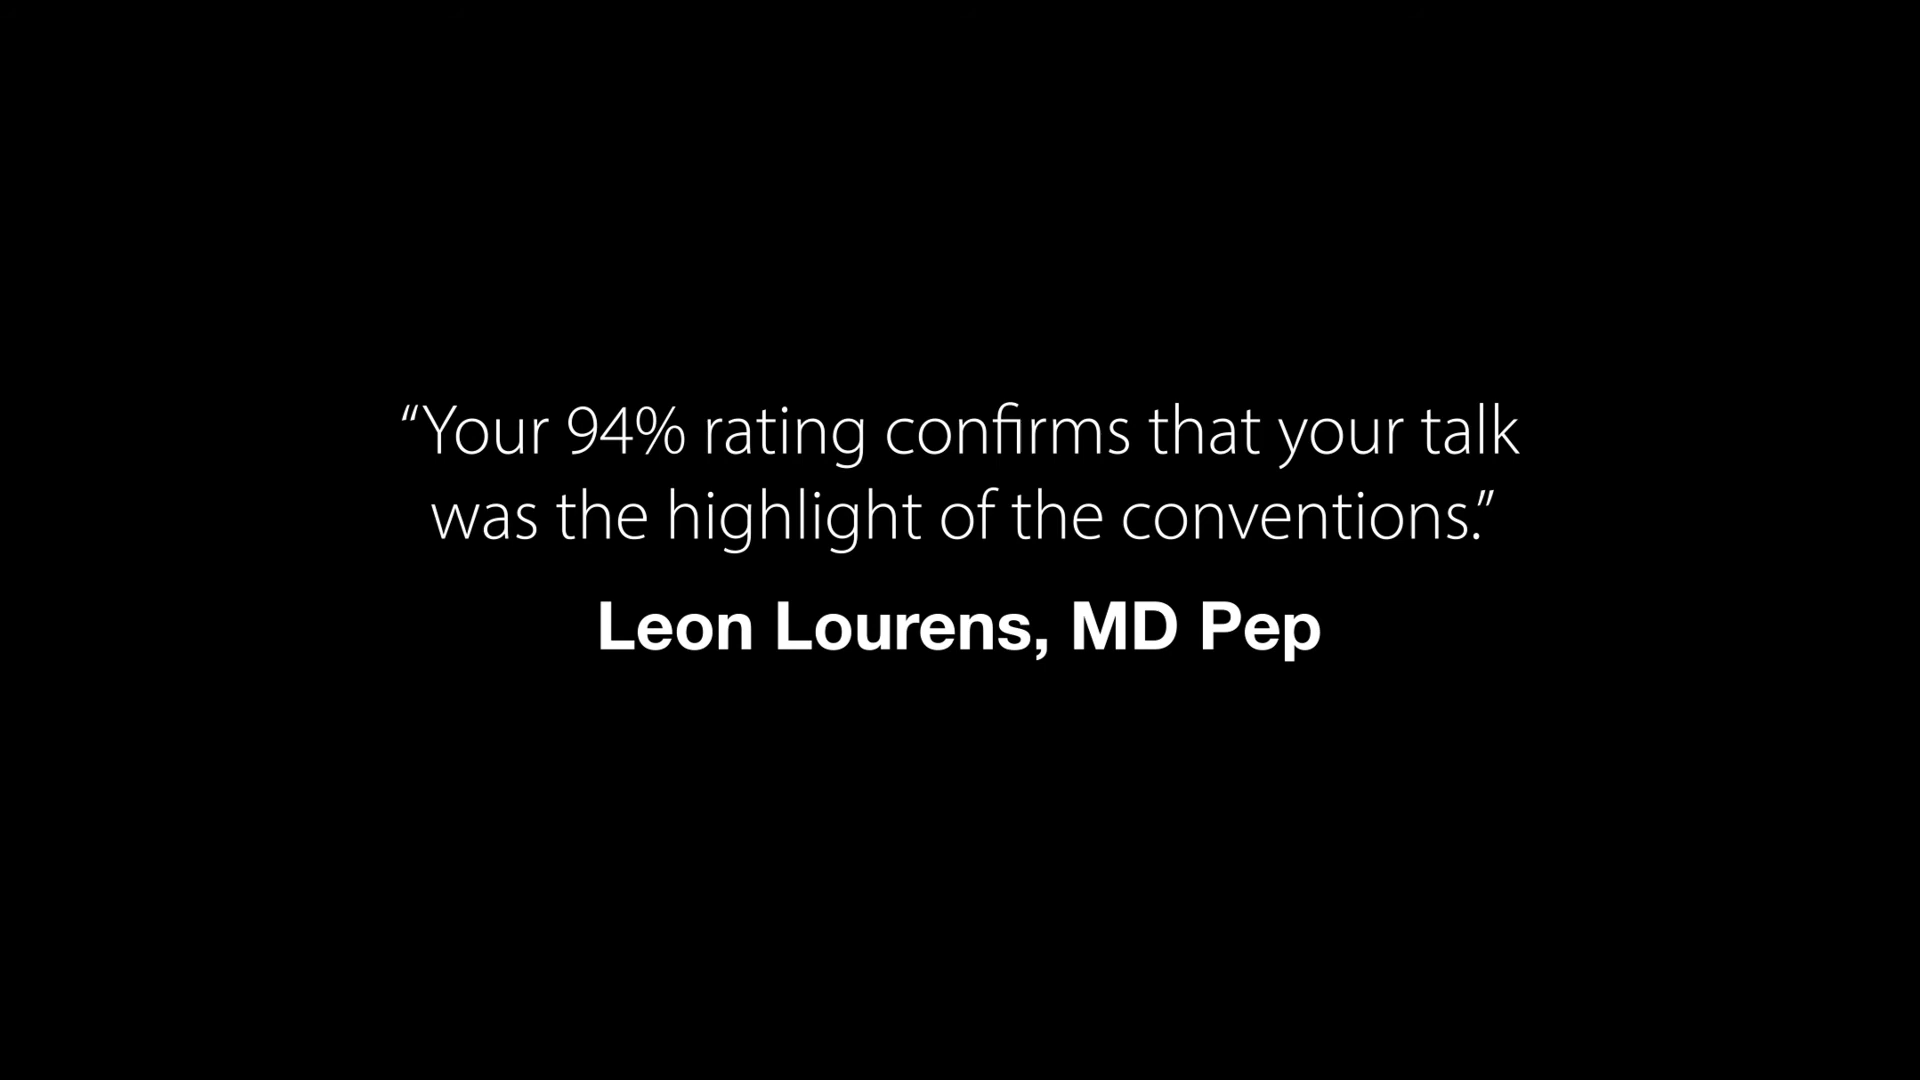 “Your 94% rating confirms that your talk
was the highlight of the conventions.”
Leon Lourens, MD Pep